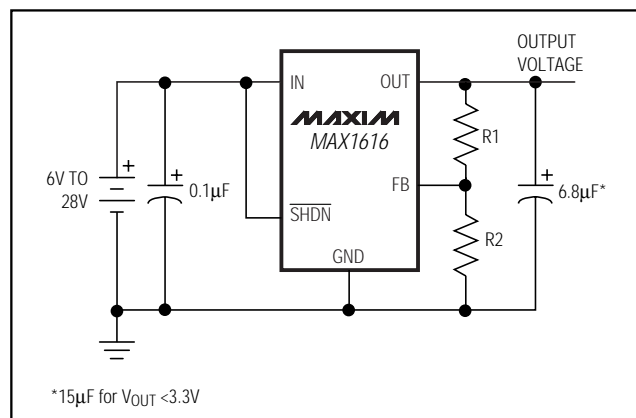 OUTPUT
VOLTAGE
IN
OUT
MAXIM
MAX1616
R1
6V TO
28V
+
+
0.1µF
FB
+
6.8µF*
SHDN
R2
GND
*15µF for VOUT <3.3V